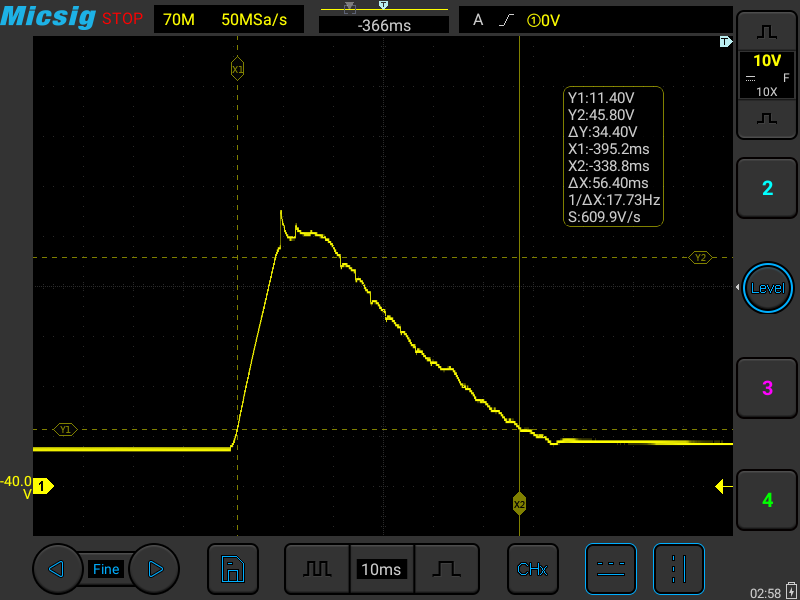 Micsig STOP 70M 50MSa/s T -366ms A ①0V
T
X1
10V
F
10X
Y1:11.40V
Y2:45.80V
ΔY:34.40V
X1:-395.2ms
X2:-338.8ms
ΔX:56.40ms
1/ΔX:17.73Hz
S:609.9V/s
2
Y2
Level
3
Y1
-40.0
V
1
X2
4
Fine 10ms CHx
02:58